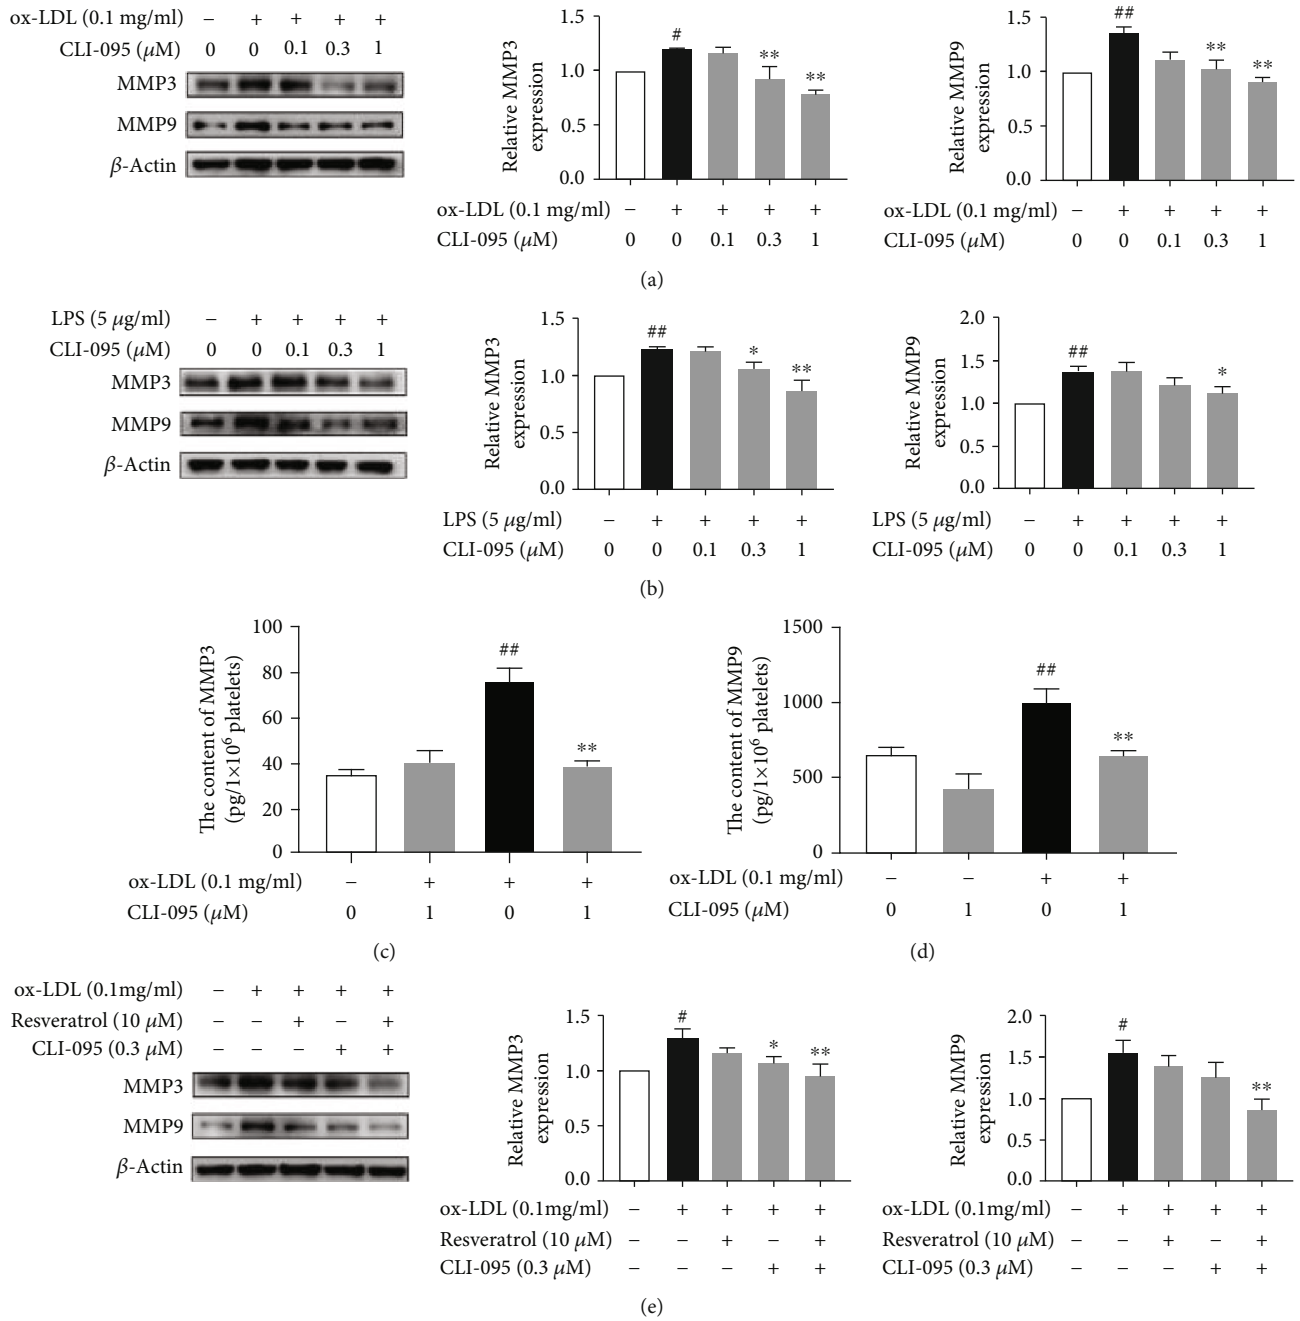 ox-LDL (0.1 mg/ml) − + + + +
CLI-095 (μM) 0 0 0.1 0.3 1
MMP3
MMP9
β-Actin
Relative MMP3
expression
1.5
#
**
**
1.0
0.5
0.0
ox-LDL (0.1 mg/ml) − + + + +
CLI-095 (μM) 0 0 0.1 0.3 1
Relative MMP9
expression
1.5
##
**
**
1.0
0.5
0.0
ox-LDL (0.1 mg/ml) − + + + +
CLI-095 (μM) 0 0 0.1 0.3 1
(a)
LPS (5 μg/ml) − + + + +
CLI-095 (μM) 0 0 0.1 0.3 1
MMP3
MMP9
β-Actin
Relative MMP3
expression
1.5
##
*
**
1.0
0.5
0.0
LPS (5 μg/ml) − + + + +
CLI-095 (μM) 0 0 0.1 0.3 1
Relative MMP9
expression
2.0
##
*
1.5
1.0
0.5
0.0
LPS (5 μg/ml) − + + + +
CLI-095 (μM) 0 0 0.1 0.3 1
(b)
The content of MMP3
(pg/1×10⁶ platelets)
100
##
80
60
**
40
20
0
ox-LDL (0.1 mg/ml) − + + +
CLI-095 (μM) 0 1 0 1
(c)
The content of MMP9
(pg/1×10⁶ platelets)
1500
##
1000
**
500
0
ox-LDL (0.1 mg/ml) − − + +
CLI-095 (μM) 0 1 0 1
(d)
ox-LDL (0.1mg/ml) − + + + +
Resveratrol (10 μM) − − + − +
CLI-095 (0.3 μM) − − − + +
MMP3
MMP9
β-Actin
Relative MMP3
expression
1.5
#
*
**
1.0
0.5
0.0
ox-LDL (0.1mg/ml) − + + + +
Resveratrol (10 μM) − − + − +
CLI-095 (0.3 μM) − − − + +
Relative MMP9
expression
2.0
#
1.5
**
1.0
0.5
0.0
ox-LDL (0.1mg/ml) − + + + +
Resveratrol (10 μM) − − + − +
CLI-095 (0.3 μM) − − − + +
(e)